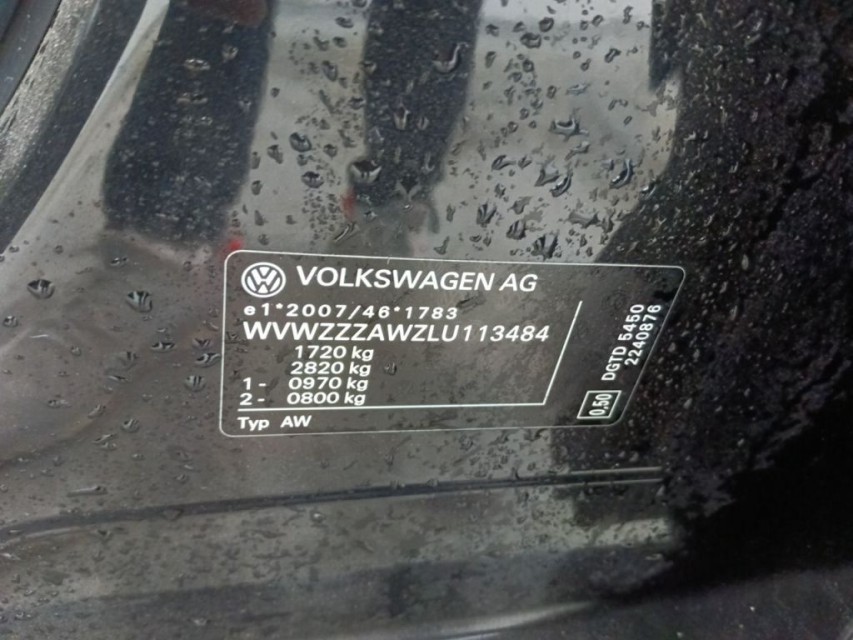 VOLKSWAGEN AG
e1*2007/46*1783
WVWZZZAWZLU113484
1720 kg
2820 kg
1- 0970 kg
2- 0800 kg
Typ AW
DGTD 5450
2240876
0.50